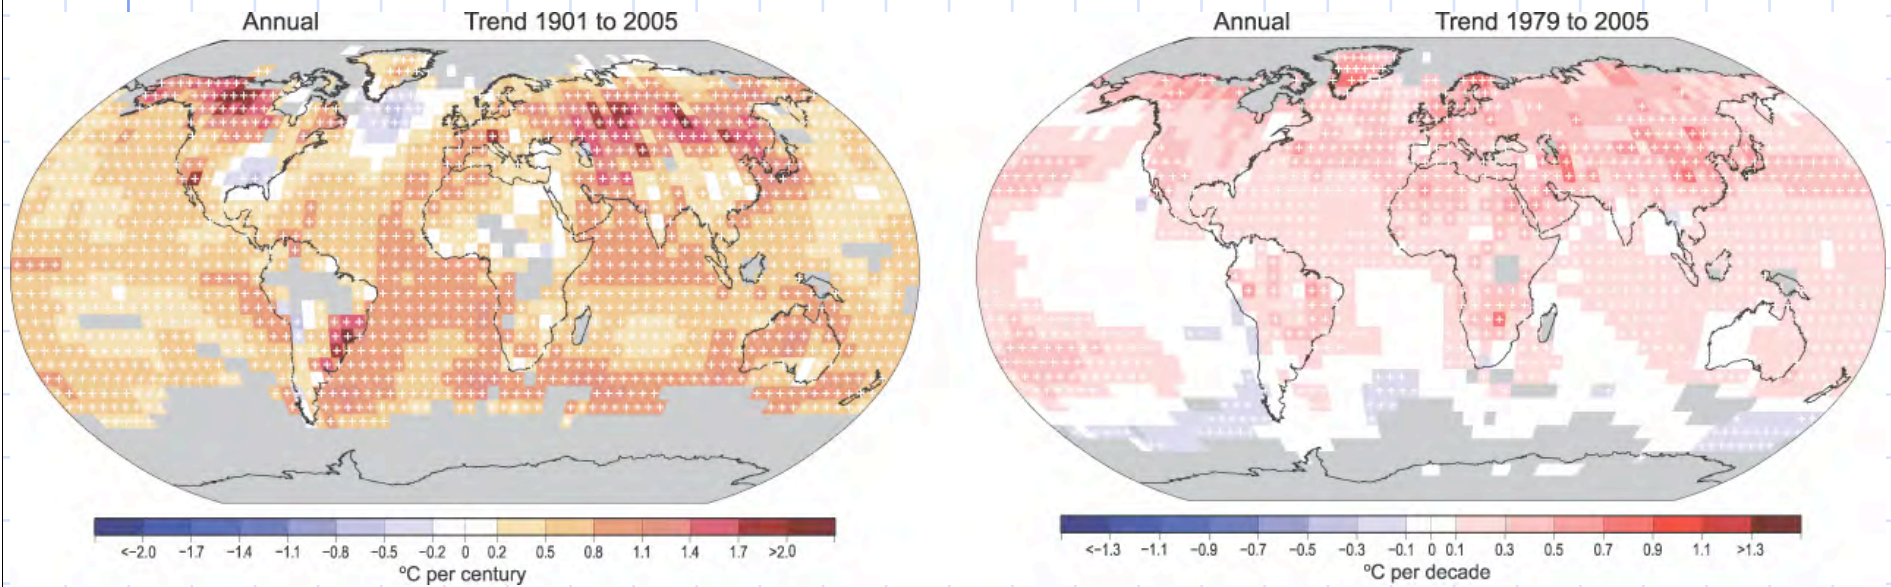 Annual Trend 1901 to 2005
<−2.0 −1.7 −1.4 −1.1 −0.8 −0.5 −0.2 0 0.2 0.5 0.8 1.1 1.4 1.7 >2.0
ºC per century
Annual Trend 1979 to 2005
<−1.3 −1.1 −0.9 −0.7 −0.5 −0.3 −0.1 0 0.1 0.3 0.5 0.7 0.9 1.1 >1.3
ºC per decade